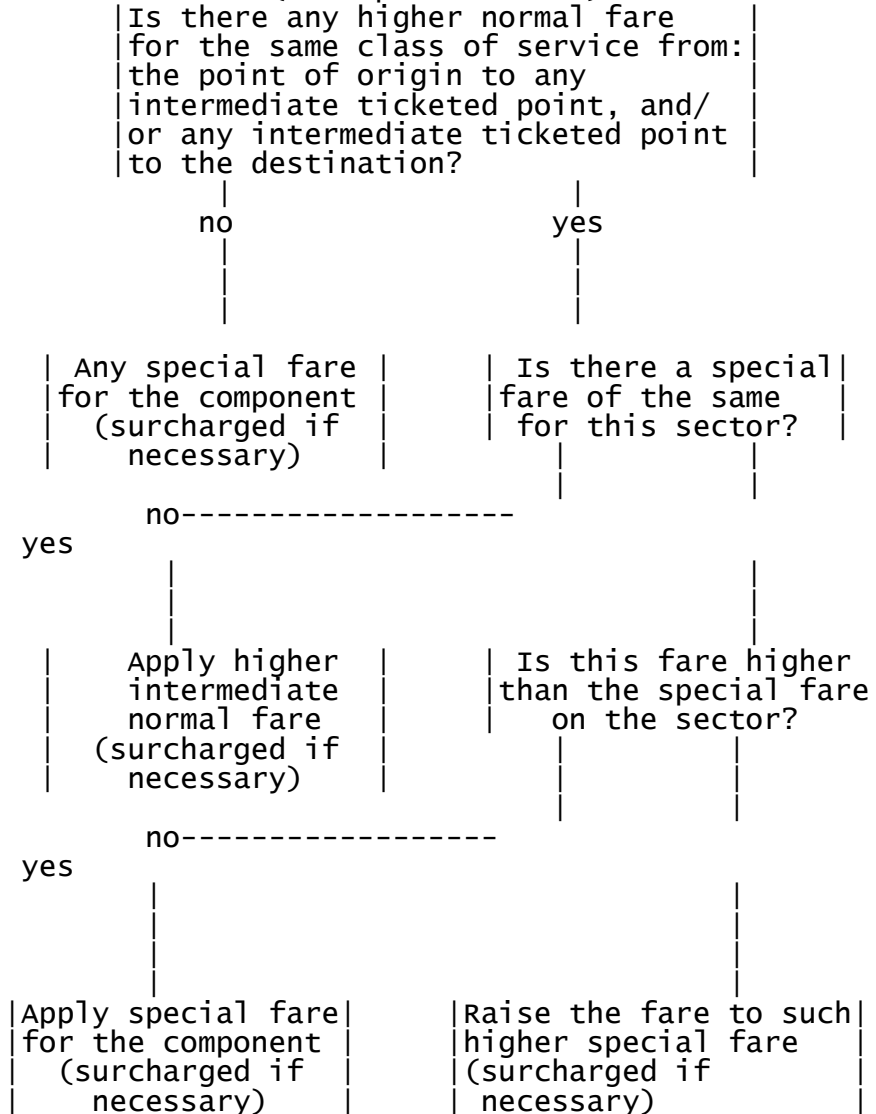 Is there any higher normal fare
for the same class of service from:
the point of origin to any
intermediate ticketed point, and/
or any intermediate ticketed point
to the destination?
no yes
Any special fare
for the component
(surcharged if
necessary)
Is there a special
fare of the same
for this sector?
no-------------------
yes
Apply higher
intermediate
normal fare
(surcharged if
necessary)
Is this fare higher
than the special fare
on the sector?
no------------------
yes
Apply special fare
for the component
(surcharged if
necessary)
Raise the fare to such
higher special fare
(surcharged if
necessary)